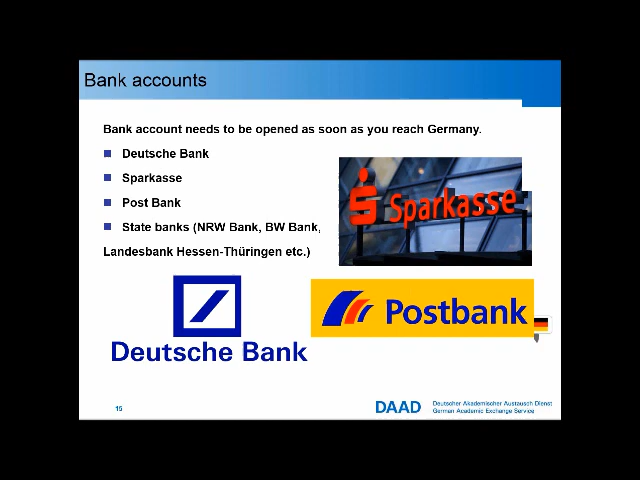 Bank accounts
Bank account needs to be opened as soon as you reach Germany.
Deutsche Bank
Sparkasse
Post Bank
State banks (NRW Bank, BW Bank,
Landesbank Hessen-Thüringen etc.)
Sparkasse
Deutsche Bank
Postbank
15
DAAD
Deutscher Akademischer Austausch Dienst
German Academic Exchange Service